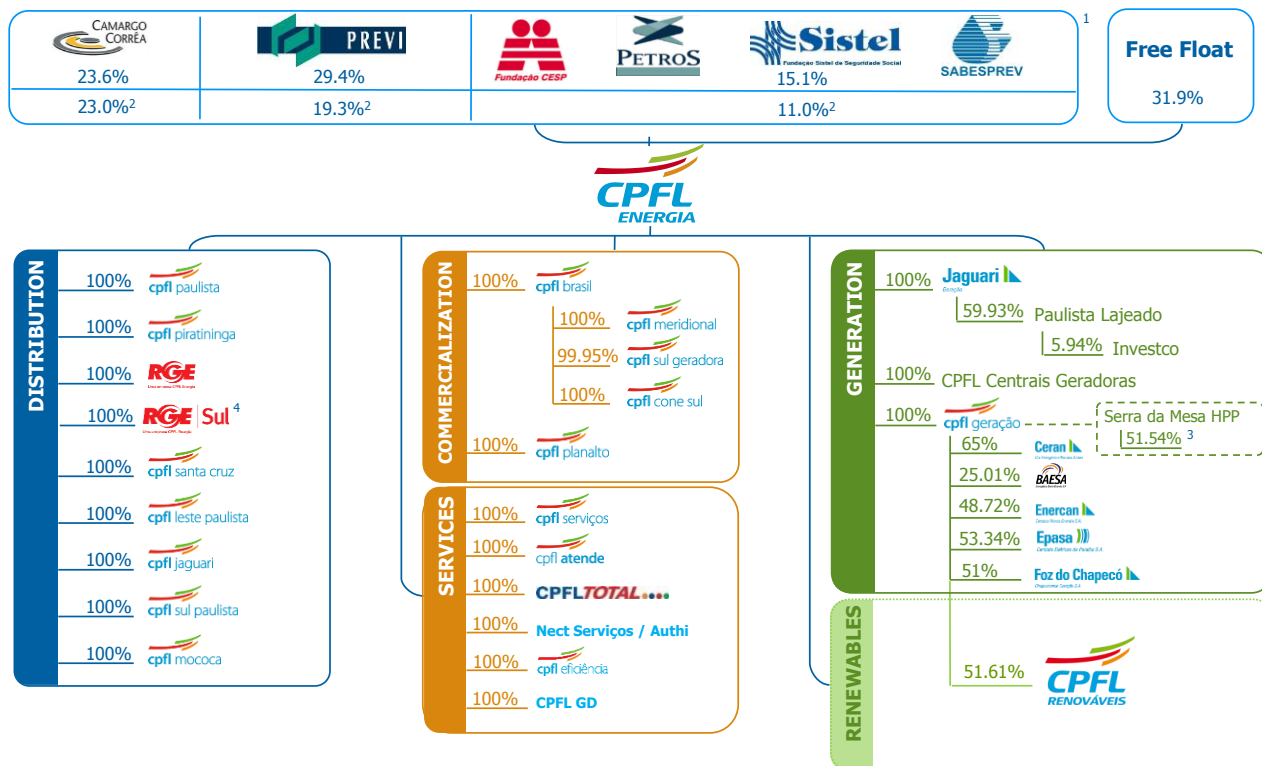 CAMARGO
CORRÊA
23.6%
23.0%2
PREVI
29.4%
19.3%2
Fundação CESP
PETROS
Sistel
Fundação Sistel de Seguridade Social
SABESPREV
15.1%
11.0%2
1
Free Float
31.9%
CPFL
ENERGIA
DISTRIBUTION
100% cpfl paulista
100% cpfl piratininga
100% RGE
100% RGE Sul 4
100% cpfl santa cruz
100% cpfl leste paulista
100% cpfl jaguari
100% cpfl sul paulista
100% cpfl mococa
COMMERCIALIZATION
100% cpfl brasil
100% cpfl meridional
99.95% cpfl sul geradora
100% cpfl cone sul
100% cpfl planalto
SERVICES
100% cpfl serviços
100% cpfl atende
100% CPFLTOTAL
100% Nect Serviços / Authi
100% cpfl eficiência
100% CPFL GD
GENERATION
100% Jaguari
Geração
59.93% Paulista Lajeado
5.94% Investco
100% CPFL Centrais Geradoras
100% cpfl geração
Serra da Mesa HPP
51.54% 3
65% Ceran
25.01% BAESA
48.72% Enercan
53.34% Epasa
Centrais Elétricas da Paraíba S.A.
51% Foz do Chapecó
RENEWABLES
51.61% CPFL
RENOVÁVEIS